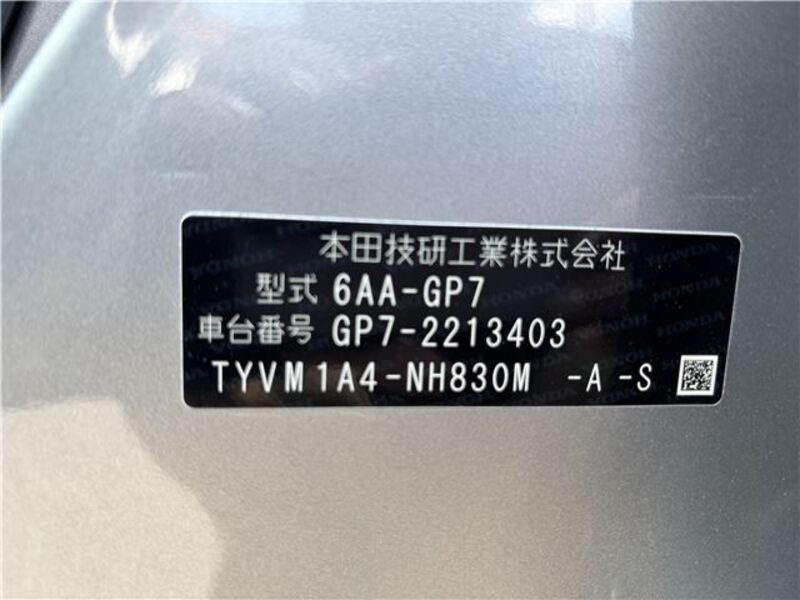 本田技研工業株式会社
型式 6AA-GP7
車台番号 GP7-2213403
TYVM1A4-NH830M -A -S